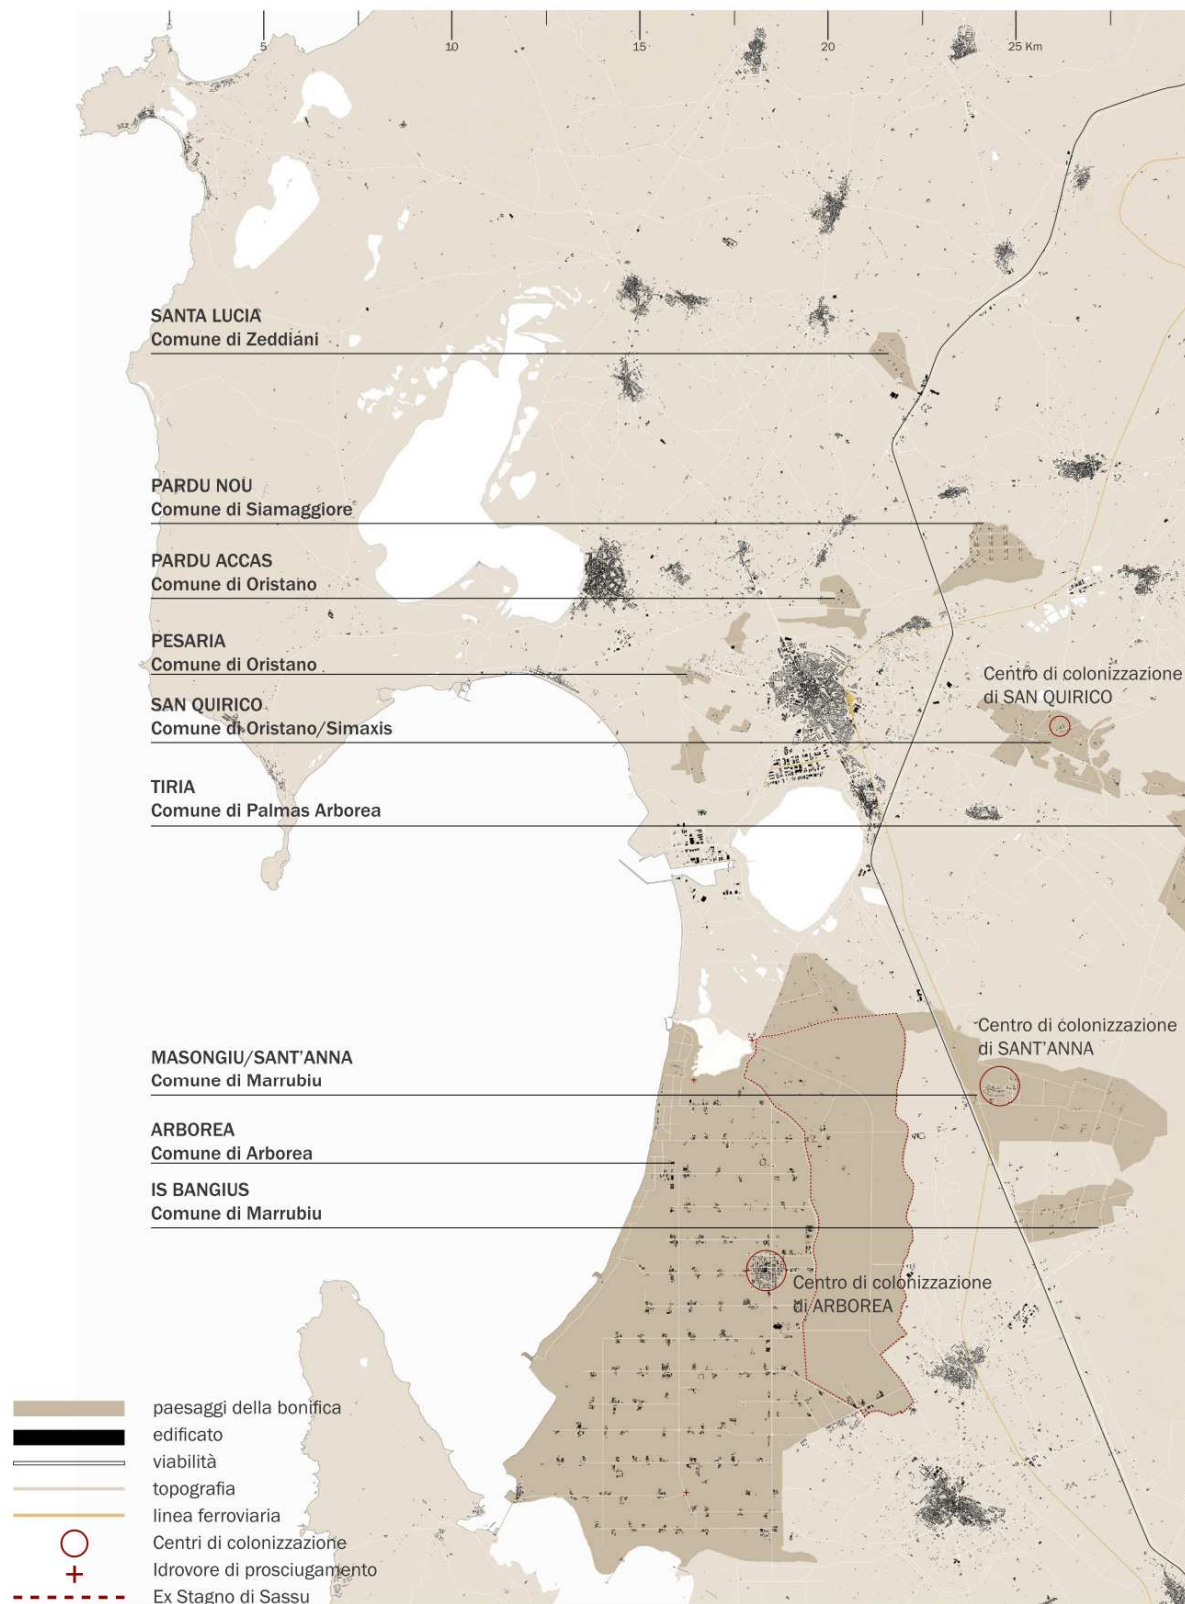 5
10
15
20
25 Km
SANTA LUCIA
Comune di Zeddiani
PARDU NOU
Comune di Siamaggiore
PARDU ACCAS
Comune di Oristano
PESARIA
Comune di Oristano
Centro di colonizzazione
di SAN QUIRICO
SAN QUIRICO
Comune di Oristano/Simaxis
TIRIA
Comune di Palmas Arborea
Centro di colonizzazione
di SANT'ANNA
MASONGIU/SANT'ANNA
Comune di Marrubiu
ARBOREA
Comune di Arborea
IS BANGIUS
Comune di Marrubiu
Centro di colonizzazione
di ARBOREA
paesaggi della bonifica
edificato
viabilità
topografia
linea ferroviaria
Centri di colonizzazione
Idrovore di prosciugamento
Ex Stagno di Sassu